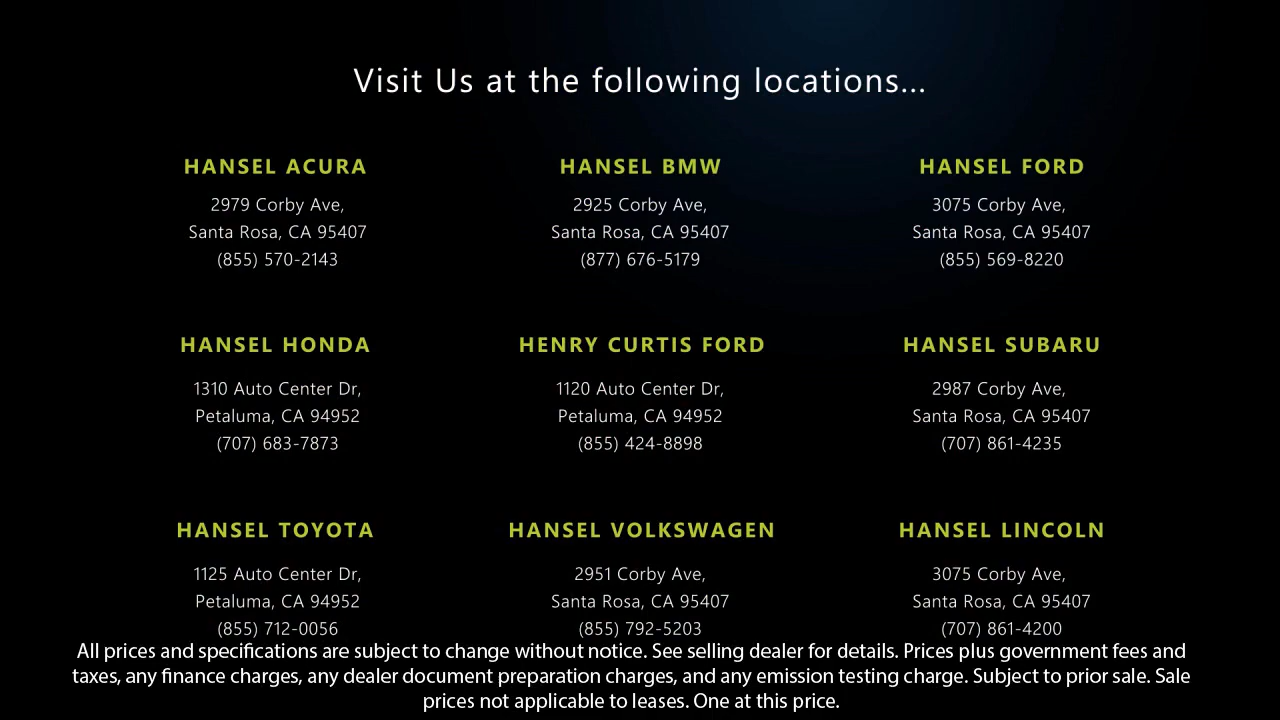 Visit Us at the following locations...
HANSEL ACURA
2979 Corby Ave,
Santa Rosa, CA 95407
(855) 570-2143
HANSEL BMW
2925 Corby Ave,
Santa Rosa, CA 95407
(877) 676-5179
HANSEL FORD
3075 Corby Ave,
Santa Rosa, CA 95407
(855) 569-8220
HANSEL HONDA
1310 Auto Center Dr,
Petaluma, CA 94952
(707) 683-7873
HENRY CURTIS FORD
1120 Auto Center Dr,
Petaluma, CA 94952
(855) 424-8898
HANSEL SUBARU
2987 Corby Ave,
Santa Rosa, CA 95407
(707) 861-4235
HANSEL TOYOTA
1125 Auto Center Dr,
Petaluma, CA 94952
(855) 712-0056
HANSEL VOLKSWAGEN
2951 Corby Ave,
Santa Rosa, CA 95407
(855) 792-5203
HANSEL LINCOLN
3075 Corby Ave,
Santa Rosa, CA 95407
(707) 861-4200
All prices and specifications are subject to change without notice. See selling dealer for details. Prices plus government fees and
taxes, any finance charges, any dealer document preparation charges, and any emission testing charge. Subject to prior sale. Sale
prices not applicable to leases. One at this price.